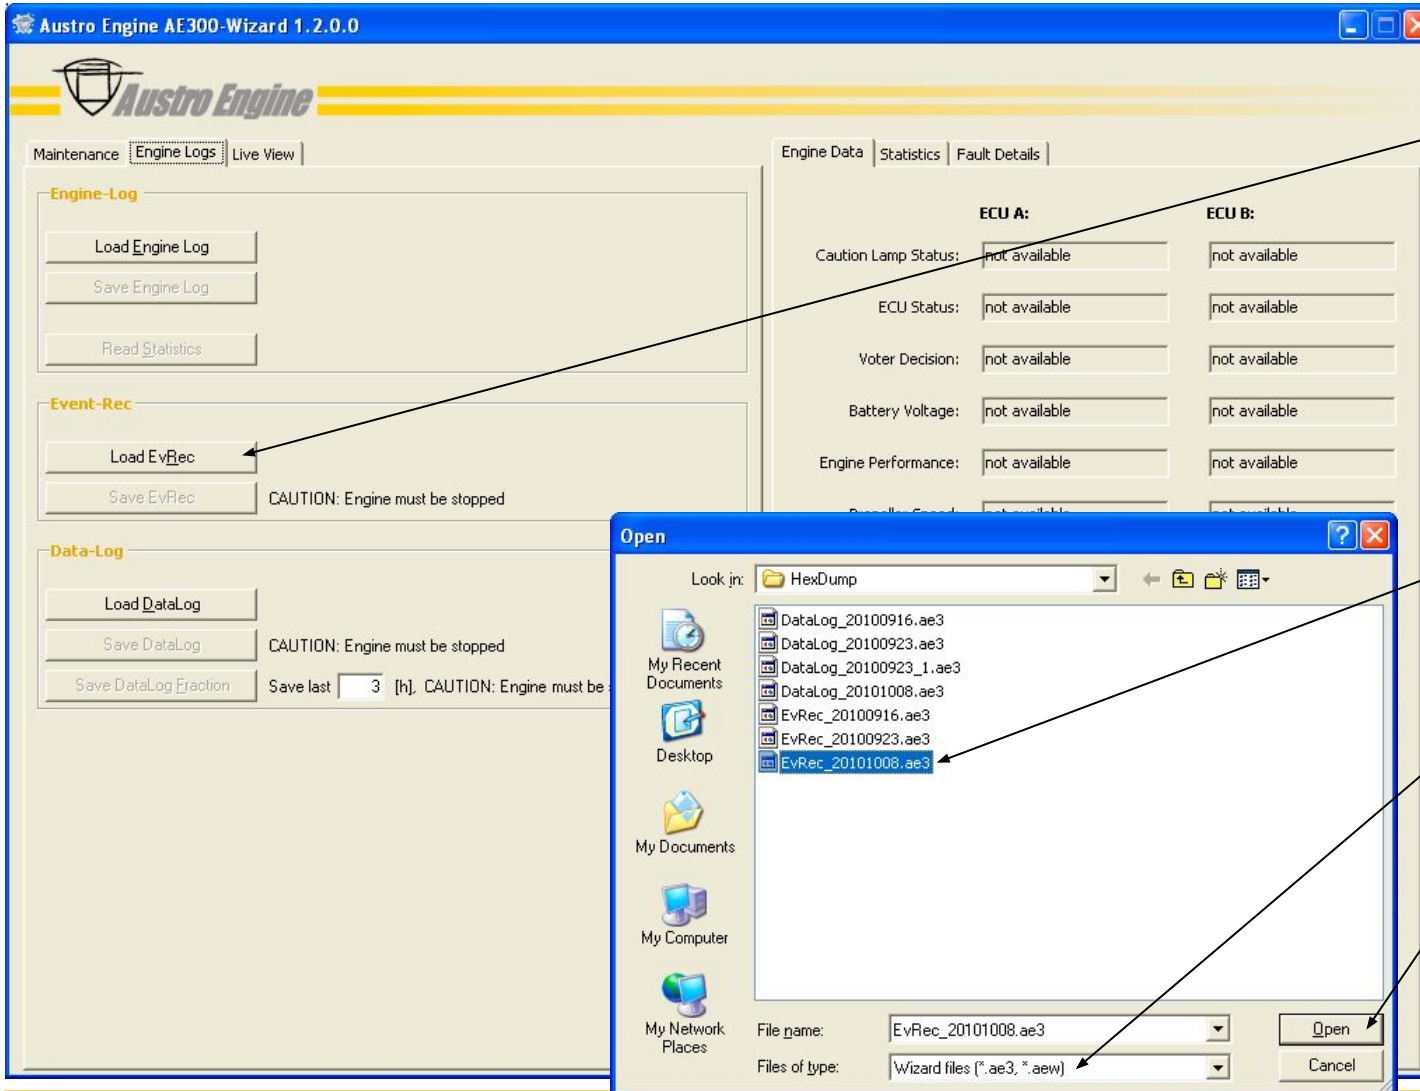 Austro Engine AE300-Wizard 1.2.0.0
Austro Engine
Maintenance Engine Logs Live View
Engine-Log
Load Engine Log
Save Engine Log
Read Statistics
Event-Rec
Load EvRec
Save EvRec CAUTION: Engine must be stopped
Data-Log
Load DataLog
Save DataLog CAUTION: Engine must be stopped
Save DataLog Fraction Save last 3 [h], CAUTION: Engine must be
Engine Data Statistics Fault Details
ECU A: ECU B:
Caution Lamp Status: not available not available
ECU Status: not available not available
Voter Decision: not available not available
Battery Voltage: not available not available
Engine Performance: not available not available
Open
Look in: HexDump
My Recent Documents
Desktop
My Documents
My Computer
My Network Places
DataLog_20100916.ae3
DataLog_20100923.ae3
DataLog_20100923_1.ae3
DataLog_20101008.ae3
EvRec_20100916.ae3
EvRec_20100923.ae3
EvRec_20101008.ae3
File name: EvRec_20101008.ae3 Open
Files of type: Wizard files (*.ae3, *.aew) Cancel